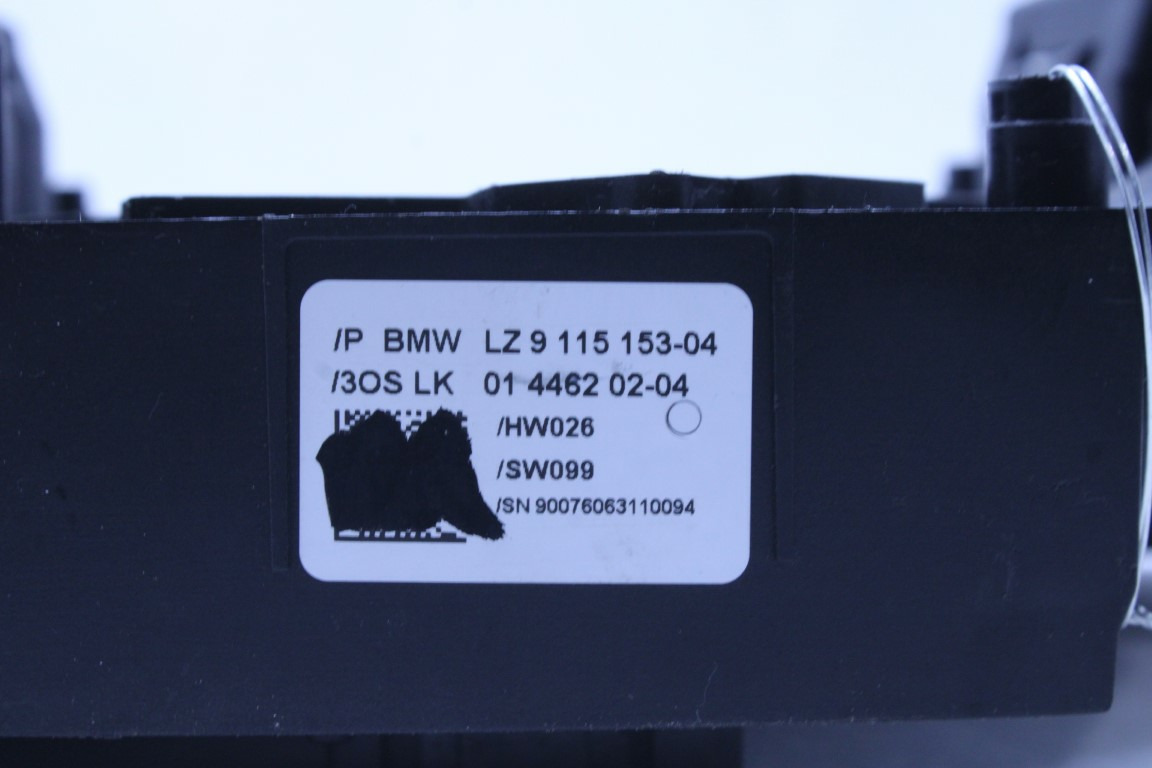 /P BMW LZ 9 115 153-04
/3OS LK 01 4462 02-04
/HW026
/SW099
/SN 90076063110094